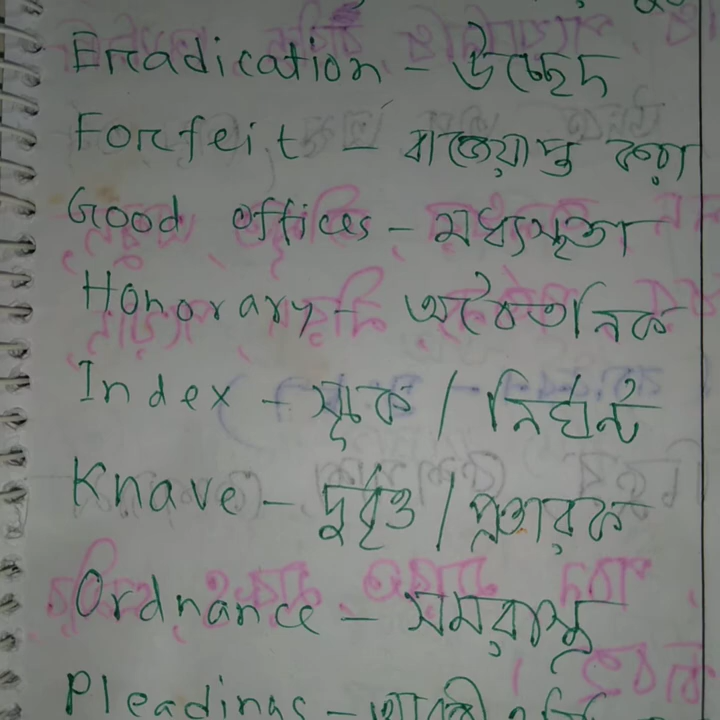 Eradication - উচ্ছেদ
Forfeit - বাজেয়াপ্ত করা
Good offices - মধ্যস্থতা
Honorary - অবৈতনিক
Index - সূচক / নির্ঘন্ট
Knave - দুর্বৃত্ত / প্রতারক
Ordnance - সমরাস্ত্র
Pleadings -